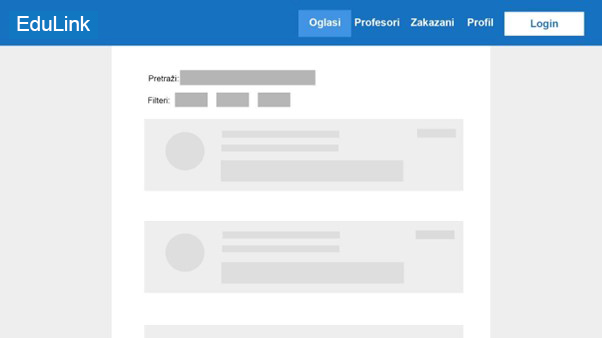 EduLink
Oglasi Profesori Zakazani Profil Login
Pretraži:
Filteri: